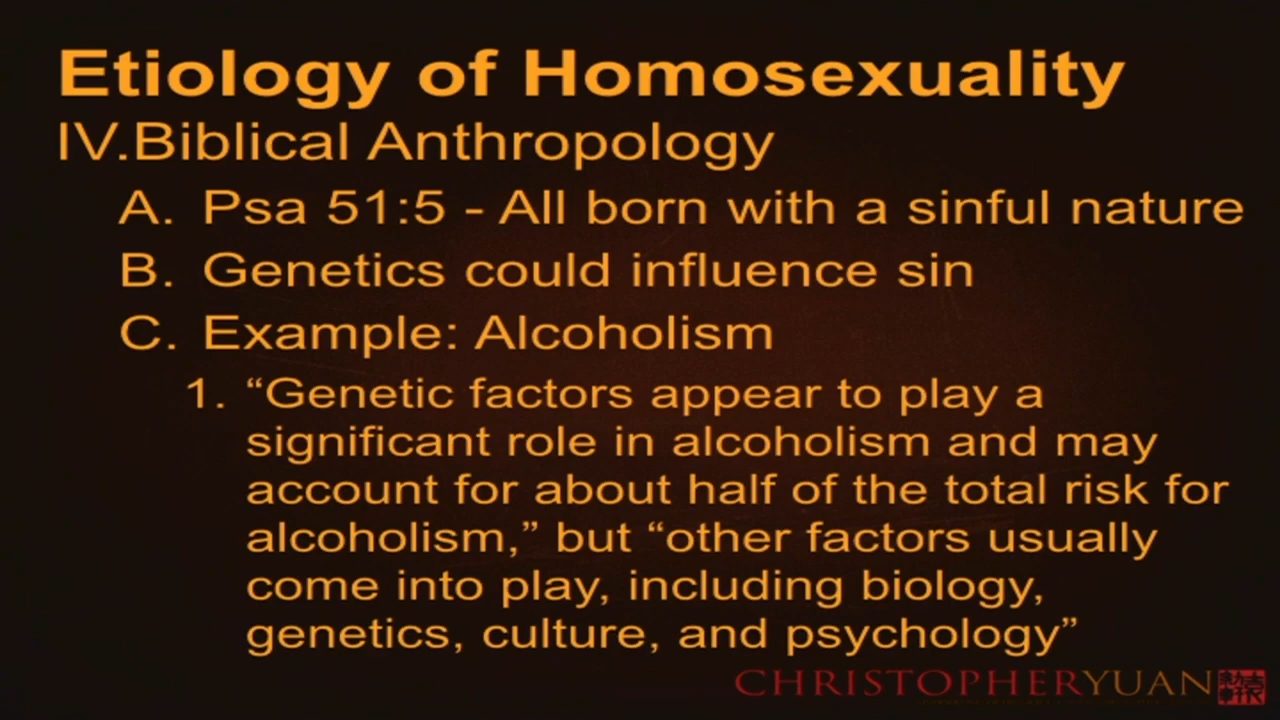 Etiology of Homosexuality
IV.Biblical Anthropology
A. Psa 51:5 - All born with a sinful nature
B. Genetics could influence sin
C. Example: Alcoholism
1. “Genetic factors appear to play a
significant role in alcoholism and may
account for about half of the total risk for
alcoholism,” but “other factors usually
come into play, including biology,
genetics, culture, and psychology”
CHRISTOPHERYUAN